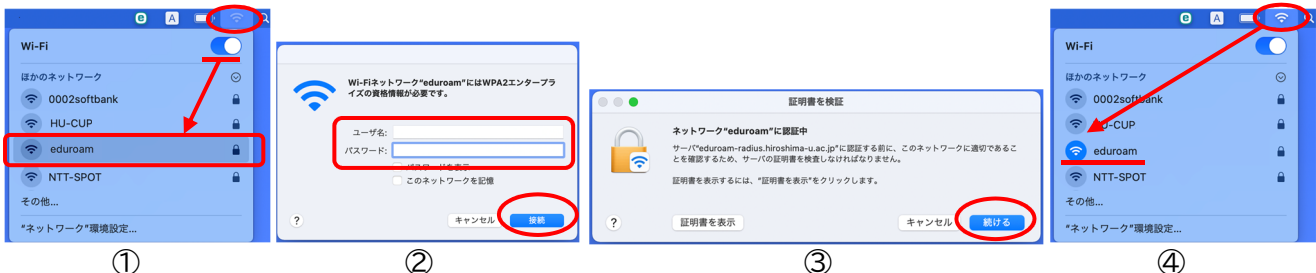 Wi-Fi
ほかのネットワーク
0002softbank
HU-CUP
eduroam
NTT-SPOT
その他...
"ネットワーク"環境設定...
①
Wi-Fiネットワーク"eduroam"にはWPA2エンタープラ
イズの資格情報が必要です。
ユーザ名:
パスワード:
パスワードを表示
このネットワークを記憶
?
キャンセル
接続
②
証明書を検証
ネットワーク"eduroam"に認証中
サーバ"eduroam-radius.hiroshima-u.ac.jp"に認証する前に、このネットワークに適切であるこ
とを確認するため、サーバの証明書を検査しなければなりません。
証明書を表示するには、"証明書を表示"をクリックします。
?
証明書を表示
キャンセル
続ける
③
A
Wi-Fi
ほかのネットワーク
0002softbank
HU-CUP
eduroam
NTT-SPOT
その他...
"ネットワーク"環境設定...
④